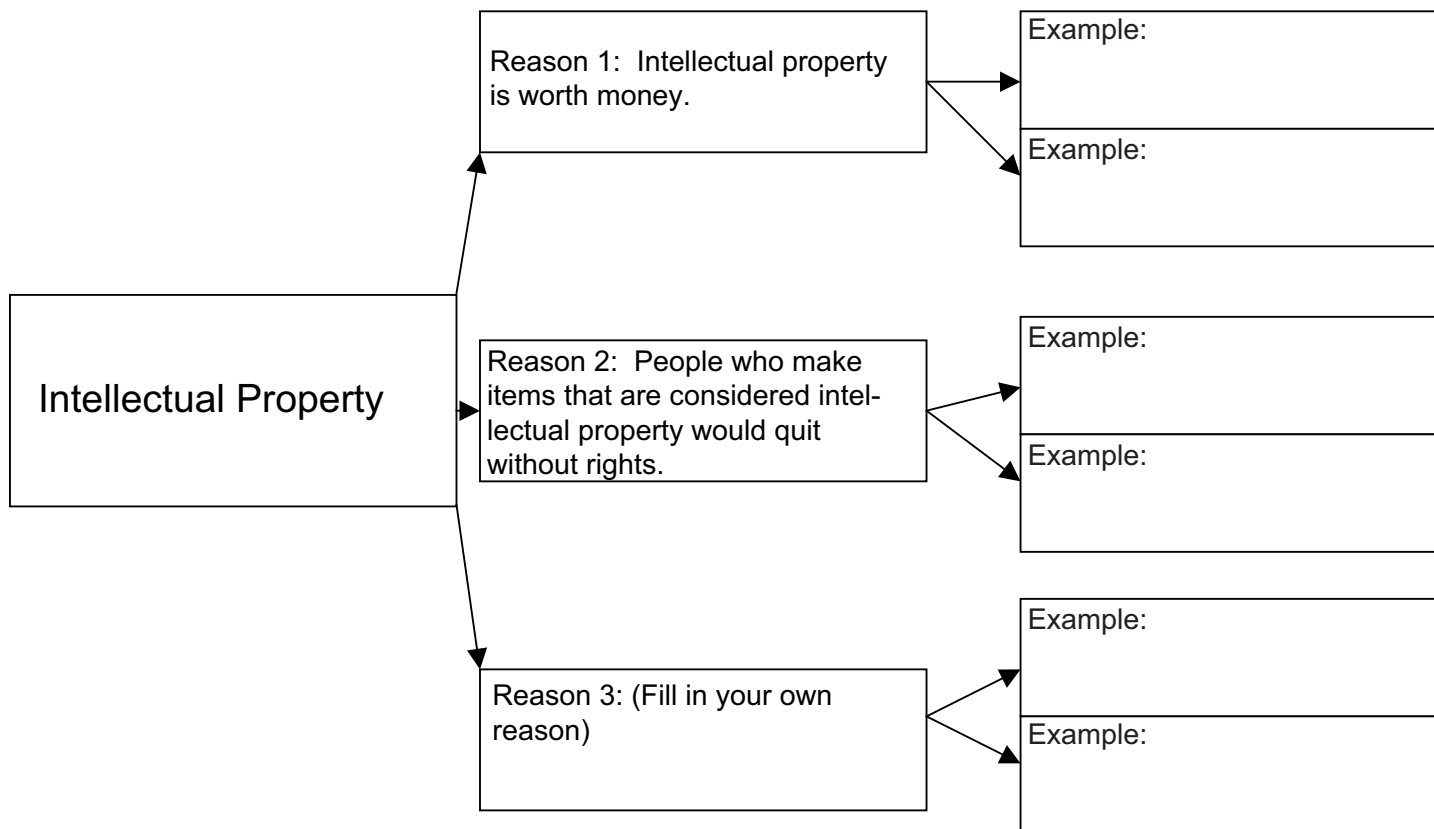 Intellectual Property
Reason 1:  Intellectual property
is worth money.
Example:
Example:
Reason 2:  People who make
items that are considered intel-
lectual property would quit
without rights.
Example:
Example:
Reason 3: (Fill in your own
reason)
Example:
Example: